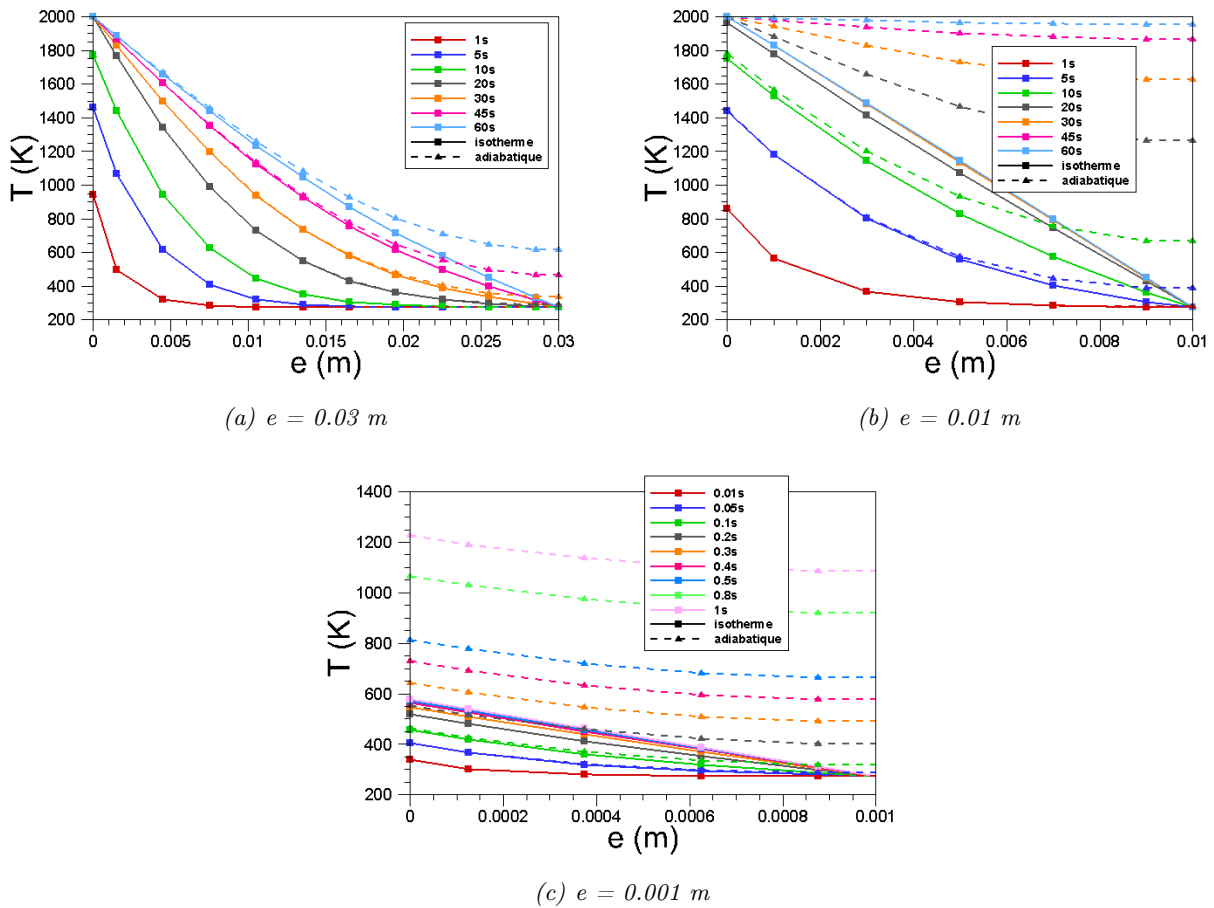 2000
1800
1600
1400
1200
1000
800
600
400
200
T (K)
1s
5s
10s
20s
30s
45s
60s
isotherme
adiabatique
0
0.005
0.01
0.015
0.02
0.025
0.03
e (m)
(a) e = 0.03 m
2000
1800
1600
1400
1200
1000
800
600
400
200
T (K)
1s
5s
10s
20s
30s
45s
60s
isotherme
adiabatique
0
0.002
0.004
0.006
0.008
0.01
e (m)
(b) e = 0.01 m
1400
1200
1000
800
600
400
200
T (K)
0.01s
0.05s
0.1s
0.2s
0.3s
0.4s
0.5s
0.8s
1s
isotherme
adiabatique
0
0.0002
0.0004
0.0006
0.0008
0.001
e (m)
(c) e = 0.001 m